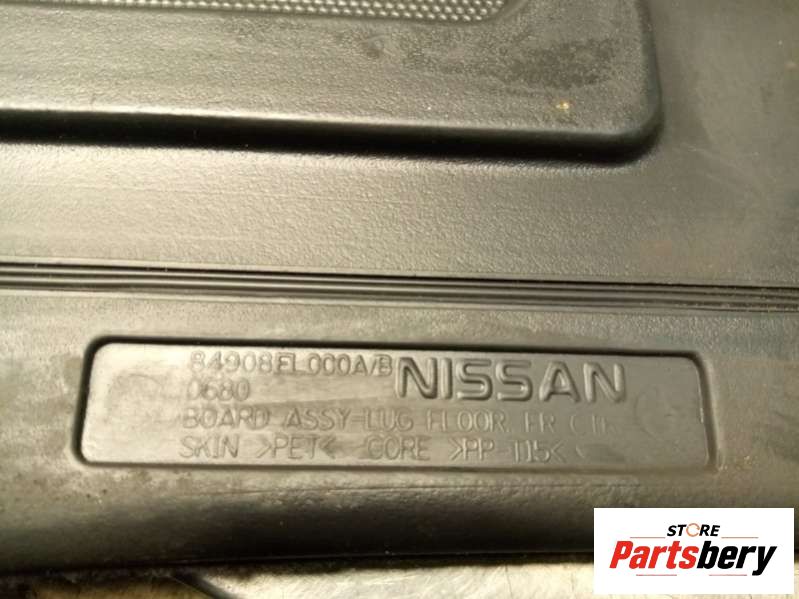 84908EL000A/B NISSAN
0680
BOARD ASSY-LUG FLOOR FR CTR
SKIN >PET< CORE >PP-T15<
STORE
Partsbery